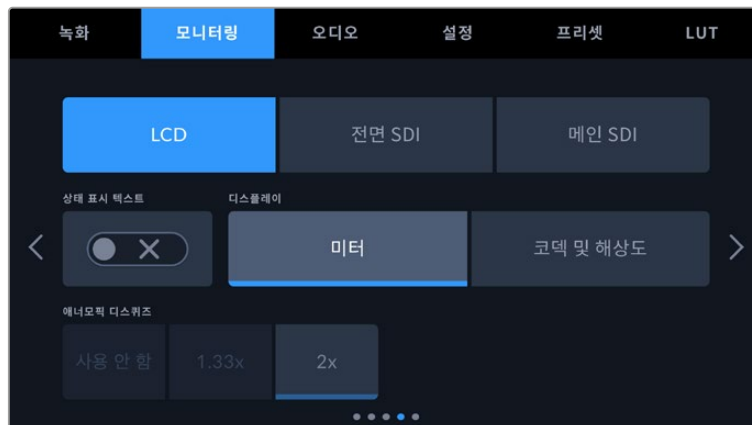 녹화 모니터링 오디오 설정 프리셋 LUT
LCD 전면 SDI 메인 SDI
상태 표시 텍스트 디스플레이
미터 코덱 및 해상도
애너모픽 디스퀴즈
사용 안 함 1.33x 2x